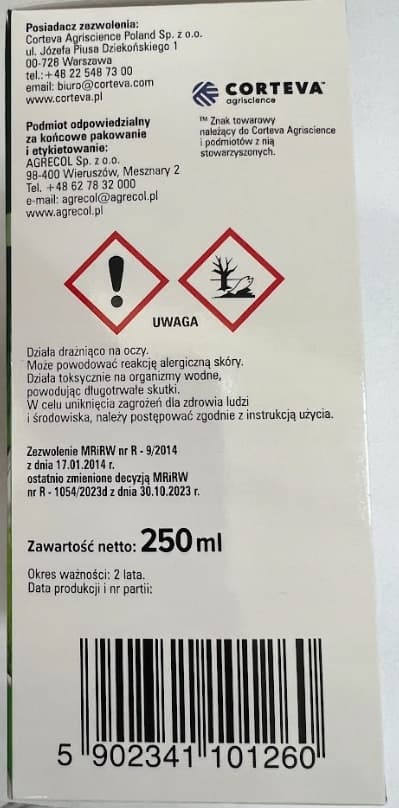 Posiadacz zezwolenia:
Corteva Agriscience Poland Sp. z o.o.
ul. Józefa Piusa Dziekońskiego 1
00-728 Warszawa
tel.:+48 22 548 73 00
email: biuro@corteva.com
www.corteva.pl
CORTEVA™
agriscience
™ Znak towarowy
należący do Corteva Agriscience
i podmiotów z nią
stowarzyszonych.
Podmiot odpowiedzialny
za końcowe pakowanie
i etykietowanie:
AGRECOL Sp. z o.o.
98-400 Wieruszów, Mesznary 2
Tel. +48 62 78 32 000
e-mail: agrecol@agrecol.pl
www.agrecol.pl
UWAGA
Działa drażniąco na oczy.
Może powodować reakcję alergiczną skóry.
Działa toksycznie na organizmy wodne,
powodując długotrwałe skutki.
W celu uniknięcia zagrożeń dla zdrowia ludzi
i środowiska, należy postępować zgodnie z instrukcją użycia.
Zezwolenie MRiRW nr R - 9/2014
z dnia 17.01.2014 r.
ostatnio zmienione decyzją MRiRW
nr R - 1054/2023d z dnia 30.10.2023 r.
Zawartość netto: 250 ml
Okres ważności: 2 lata.
Data produkcji i nr partii:
5 902341 101260